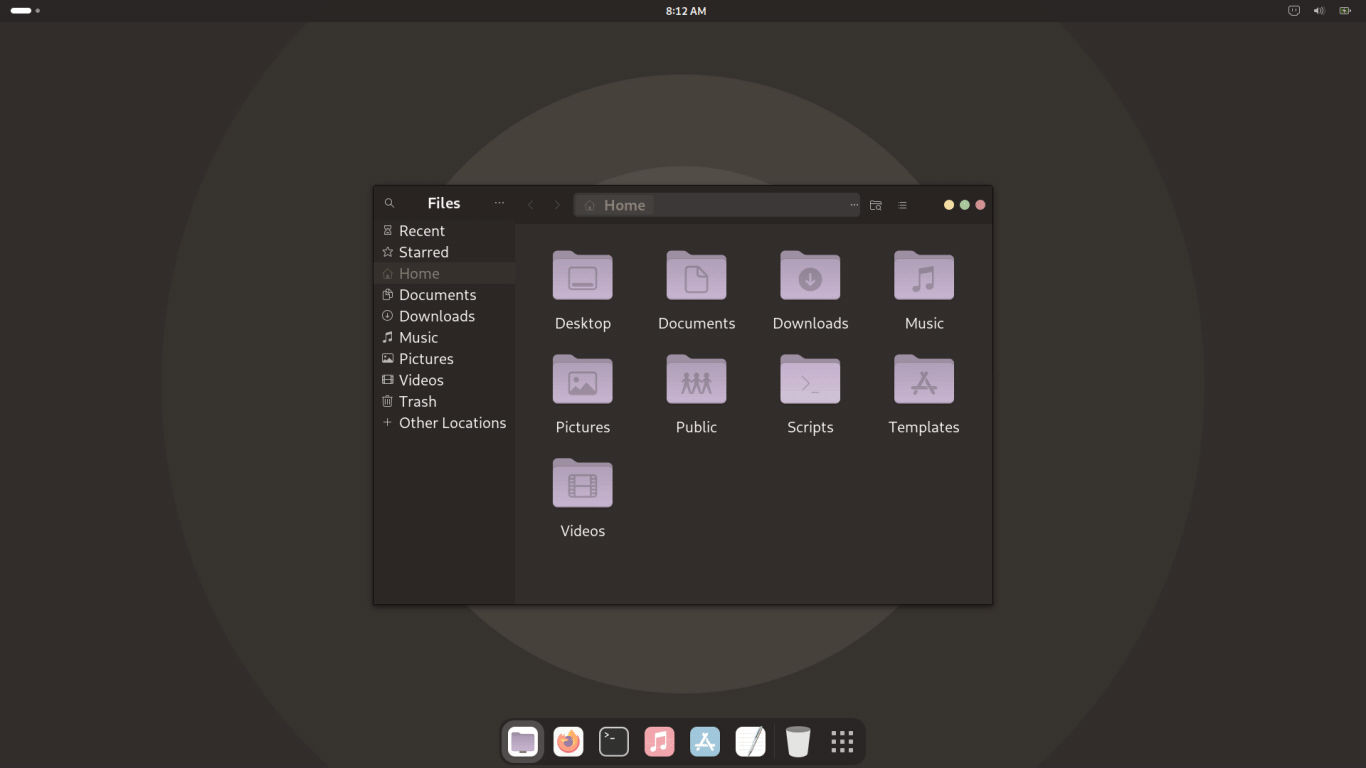 8:12 AM
Files
Home
Recent
Starred
Home
Documents
Downloads
Music
Pictures
Videos
Trash
Other Locations
Desktop Documents Downloads Music
Pictures Public Scripts Templates
Videos